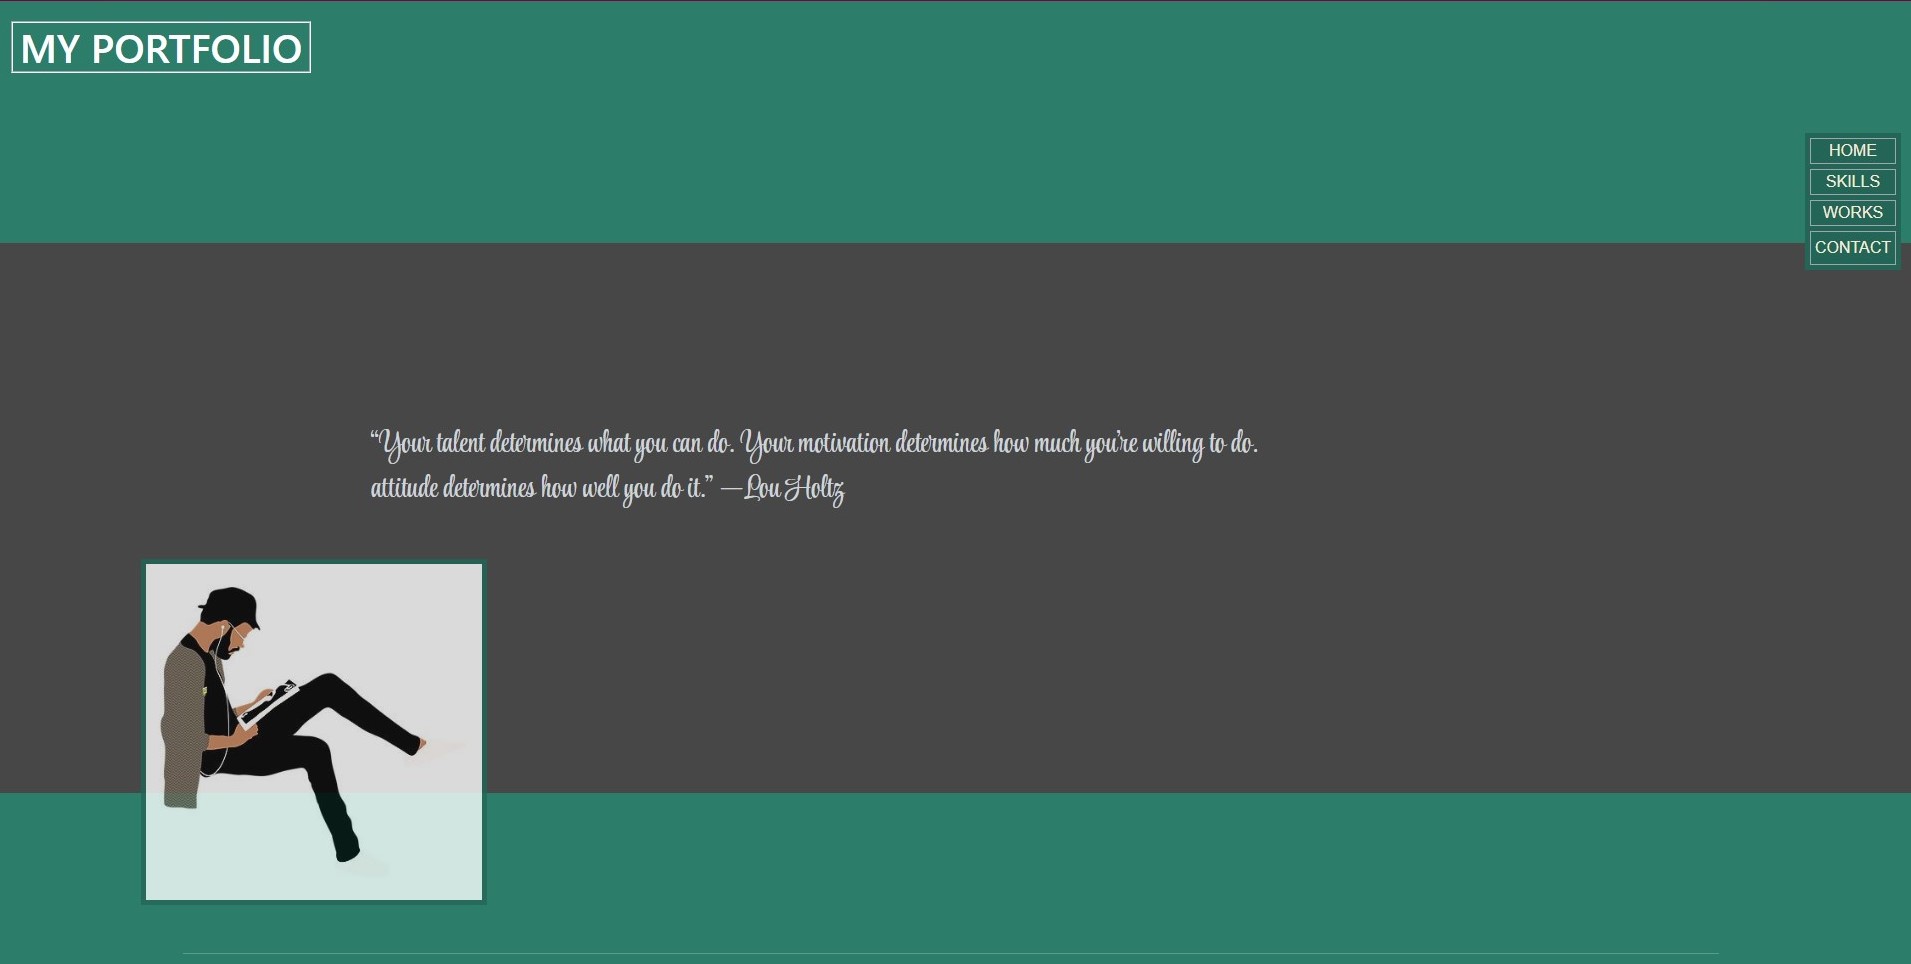 MY PORTFOLIO
HOME
SKILLS
WORKS
CONTACT
“Your talent determines what you can do. Your motivation determines how much you’re willing to do.
attitude determines how well you do it.” —Lou Holtz